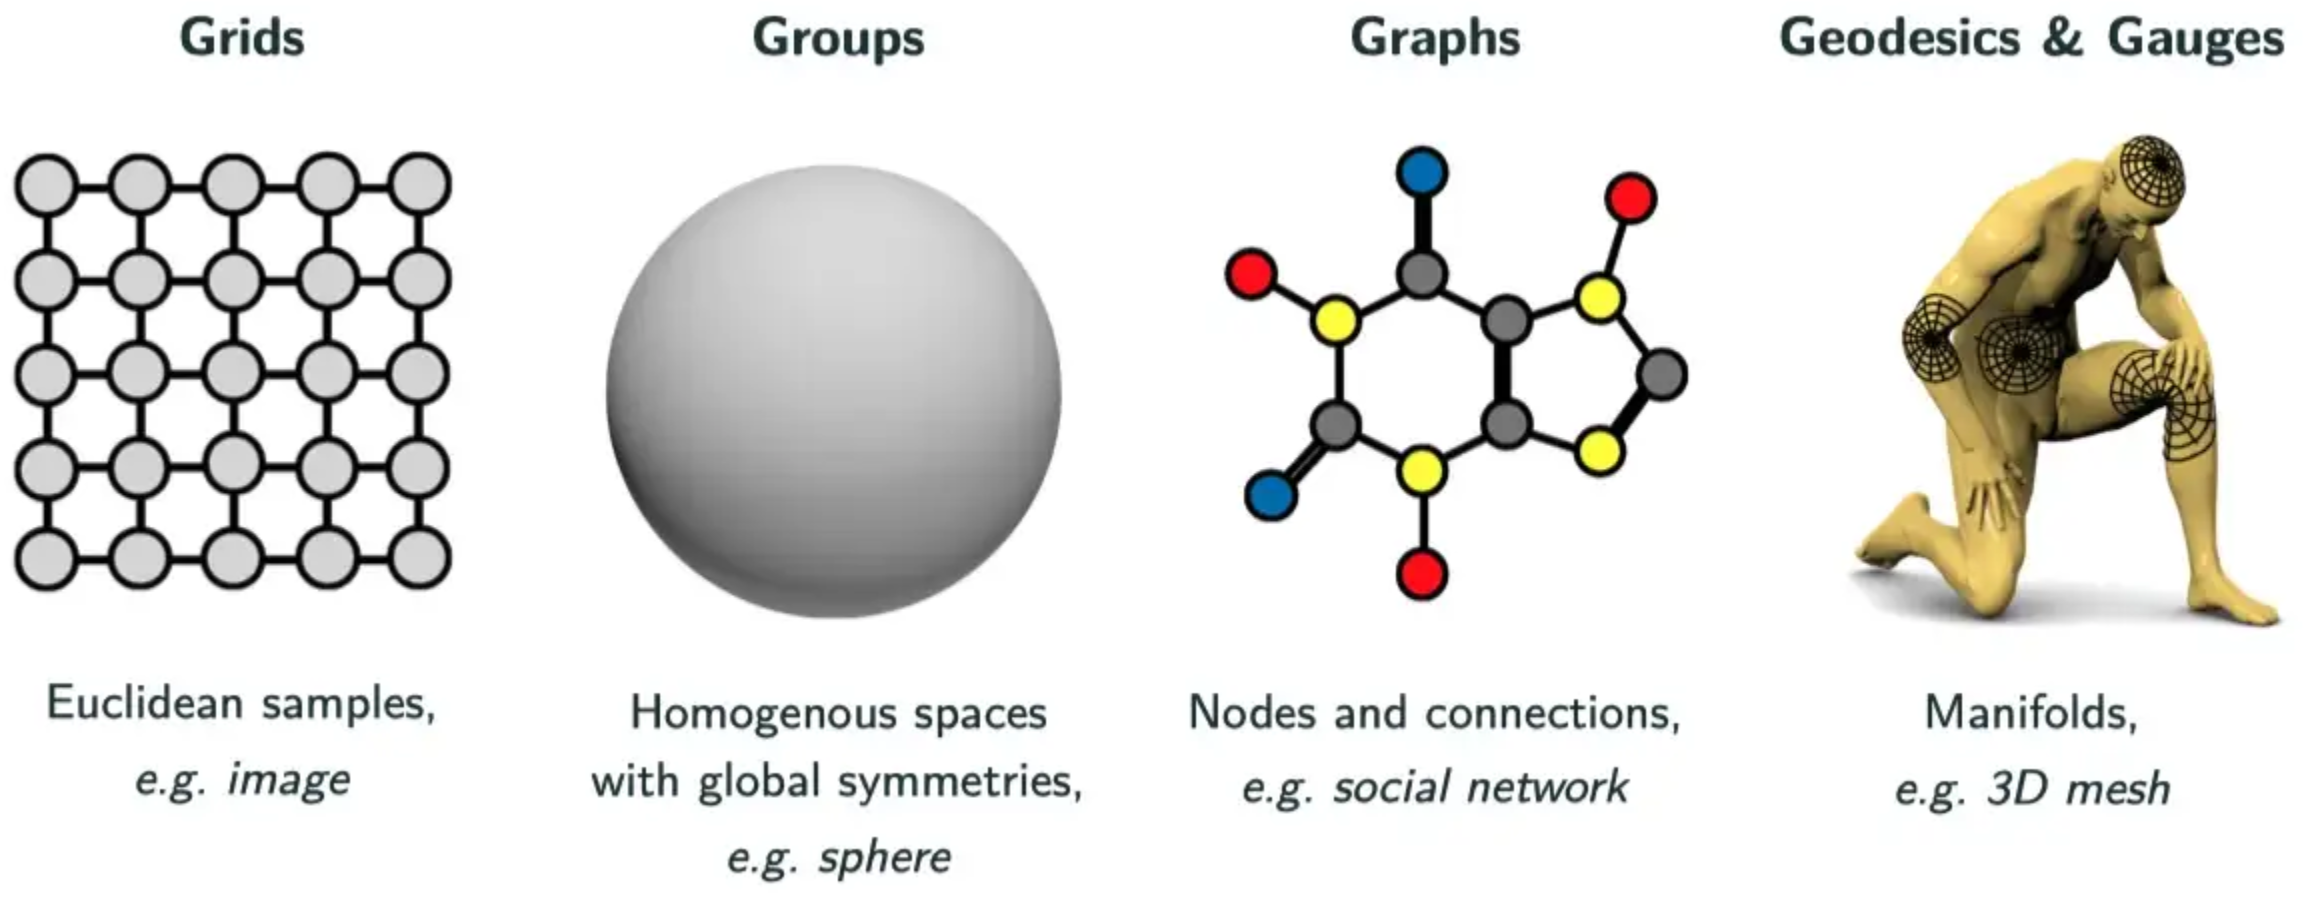 Grids
Euclidean samples,
e.g. image
Groups
Homogenous spaces
with global symmetries,
e.g. sphere
Graphs
Nodes and connections,
e.g. social network
Geodesics & Gauges
Manifolds,
e.g. 3D mesh